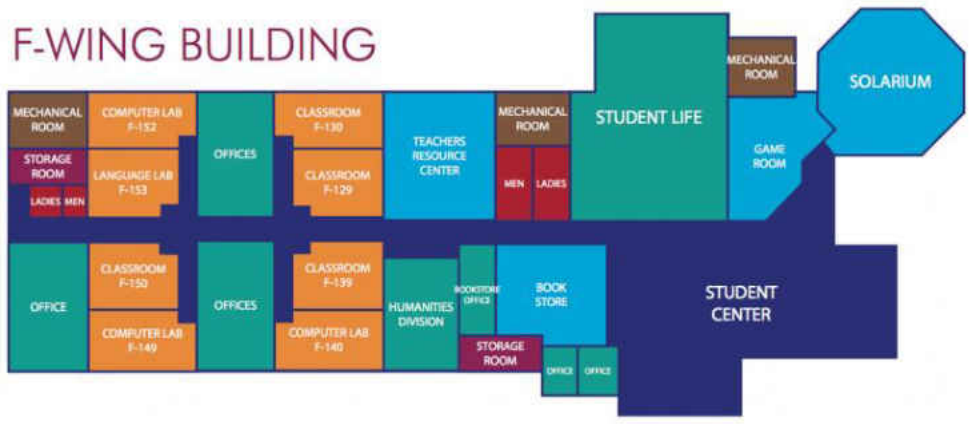 F-WING BUILDING
MECHANICAL
ROOM
SOLARIUM
MECHANICAL
ROOM
COMPUTER LAB
F-152
OFFICES
CLASSROOM
F-130
TEACHERS
RESOURCE
CENTER
MECHANICAL
ROOM
STUDENT LIFE
GAME
ROOM
STORAGE
ROOM
LANGUAGE LAB
F-153
CLASSROOM
F-129
MEN
LADIES
LADIES
MEN
OFFICE
CLASSROOM
F-150
OFFICES
CLASSROOM
F-139
HUMANITIES
DIVISION
BOOKSTORE
OFFICE
BOOK
STORE
STUDENT
CENTER
COMPUTER LAB
F-149
COMPUTER LAB
F-140
STORAGE
ROOM
OFFICE
OFFICE